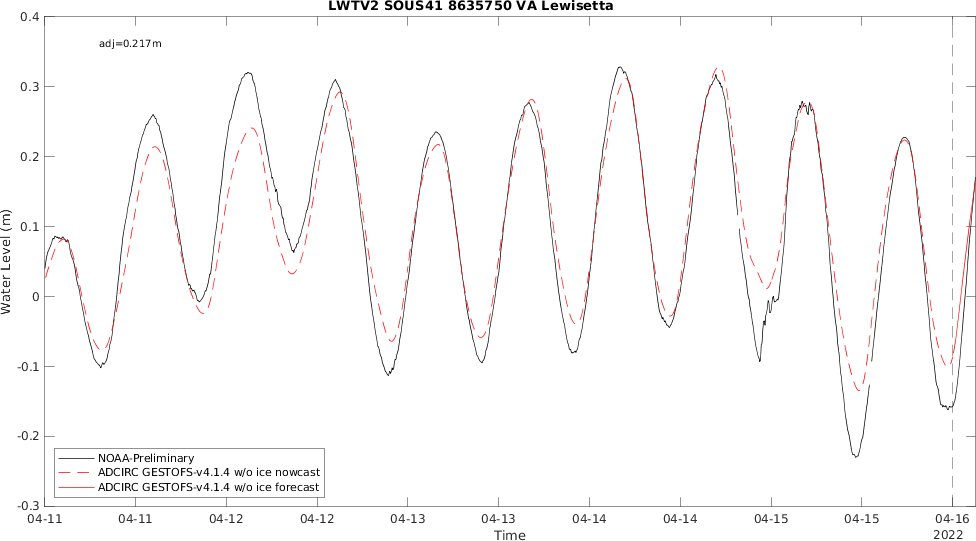 LWTV2 SOUS41 8635750 VA Lewisetta
adj=0.217m
0.4
0.3
0.2
0.1
0
-0.1
-0.2
-0.3
Water Level (m)
NOAA-Preliminary
ADCIRC GESTOFS-v4.1.4 w/o ice nowcast
ADCIRC GESTOFS-v4.1.4 w/o ice forecast
04-11 04-11 04-12 04-12 04-13 04-13 04-14 04-14 04-15 04-15 04-16
Time
2022